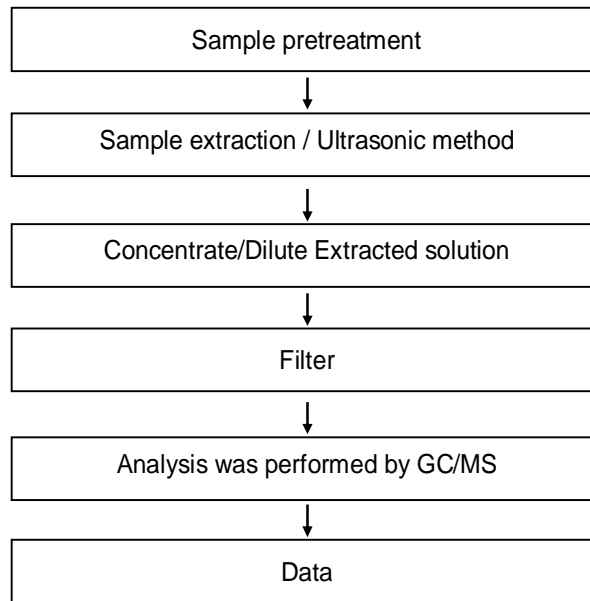 Sample pretreatment
Sample extraction / Ultrasonic method
Concentrate/Dilute Extracted solution
Filter
Analysis was performed by GC/MS
Data